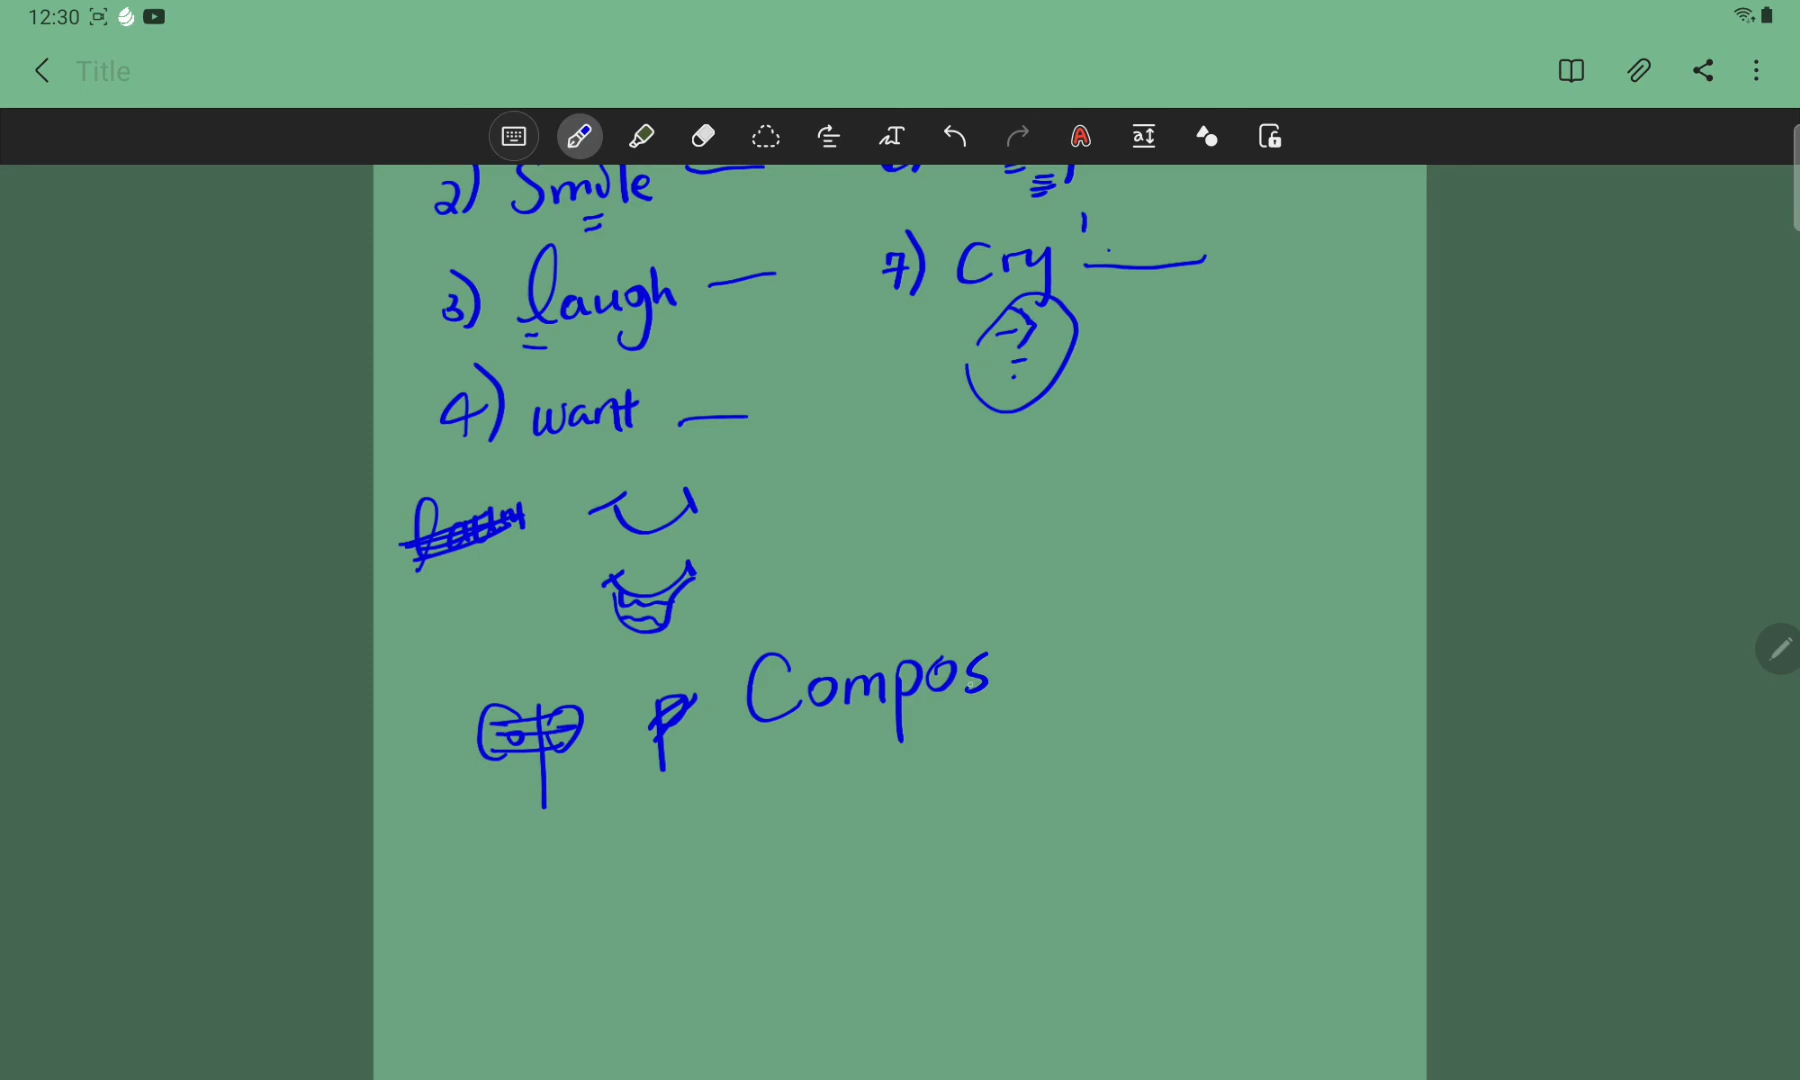 12:30
Title
2) Smile
3) laugh
4) want
7) Cry
Compos